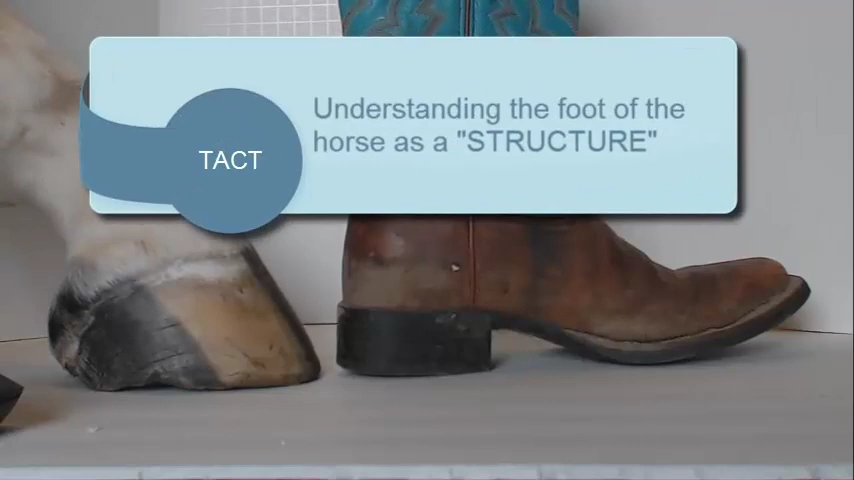 TACT
Understanding the foot of the
horse as a "STRUCTURE"